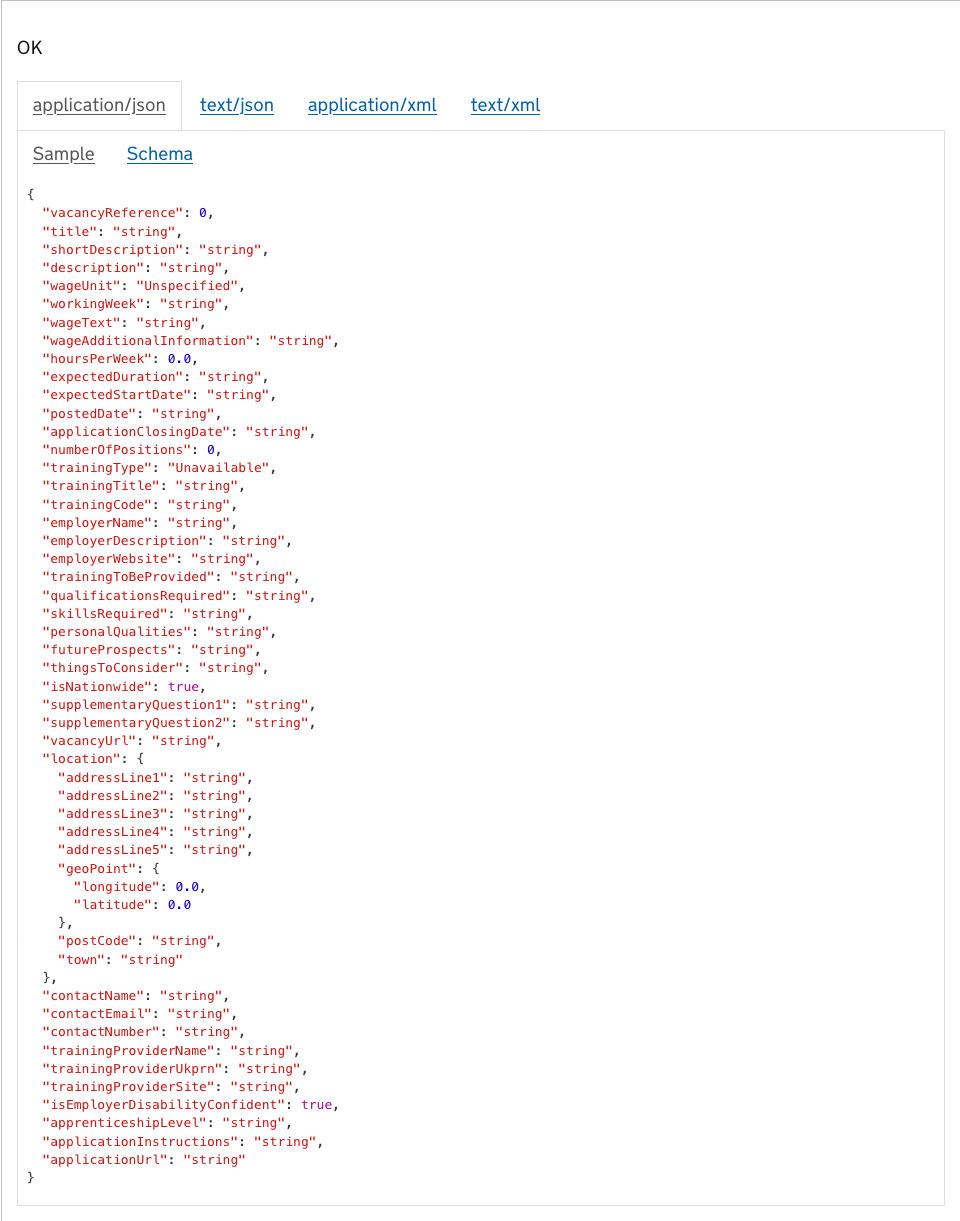 OK
application/json text/json application/xml text/xml
Sample Schema
{
  "vacancyReference": 0,
  "title": "string",
  "shortDescription": "string",
  "description": "string",
  "wageUnit": "Unspecified",
  "workingWeek": "string",
  "wageText": "string",
  "wageAdditionalInformation": "string",
  "hoursPerWeek": 0.0,
  "expectedDuration": "string",
  "expectedStartDate": "string",
  "postedDate": "string",
  "applicationClosingDate": "string",
  "numberOfPositions": 0,
  "trainingType": "Unavailable",
  "trainingTitle": "string",
  "trainingCode": "string",
  "employerName": "string",
  "employerDescription": "string",
  "employerWebsite": "string",
  "trainingToBeProvided": "string",
  "qualificationsRequired": "string",
  "skillsRequired": "string",
  "personalQualities": "string",
  "futureProspects": "string",
  "thingsToConsider": "string",
  "isNationwide": true,
  "supplementaryQuestion1": "string",
  "supplementaryQuestion2": "string",
  "vacancyUrl": "string",
  "location": {
    "addressLine1": "string",
    "addressLine2": "string",
    "addressLine3": "string",
    "addressLine4": "string",
    "addressLine5": "string",
    "geoPoint": {
      "longitude": 0.0,
      "latitude": 0.0
    },
    "postCode": "string",
    "town": "string"
  },
  "contactName": "string",
  "contactEmail": "string",
  "contactNumber": "string",
  "trainingProviderName": "string",
  "trainingProviderUkprn": "string",
  "trainingProviderSite": "string",
  "isEmployerDisabilityConfident": true,
  "apprenticeshipLevel": "string",
  "applicationInstructions": "string",
  "applicationUrl": "string"
}